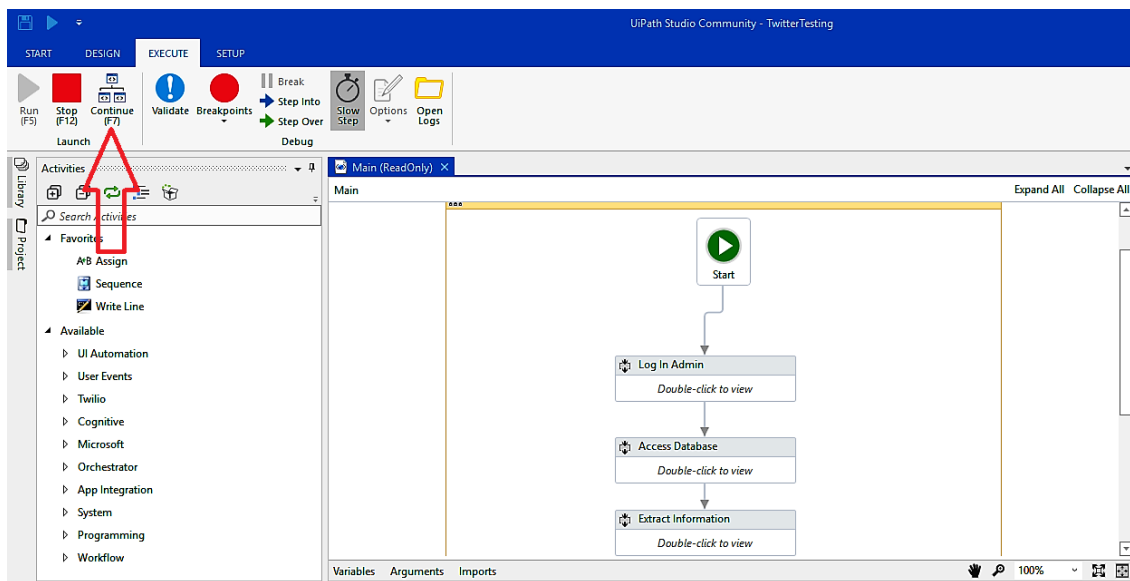 UiPath Studio Community - TwitterTesting
START DESIGN EXECUTE SETUP
Run (F5)
Stop (F12)
Continue (F7)
Launch
Validate
Breakpoints
Break
Step Into
Step Over
Debug
Slow Step
Options
Open Logs
Library
Project
Activities
Search Activities
Favorites
A+B Assign
Sequence
Write Line
Available
UI Automation
User Events
Twilio
Cognitive
Microsoft
Orchestrator
App Integration
System
Programming
Workflow
Main (ReadOnly)
Main
Expand All Collapse All
Start
Log In Admin
Double-click to view
Access Database
Double-click to view
Extract Information
Double-click to view
Variables Arguments Imports
100%